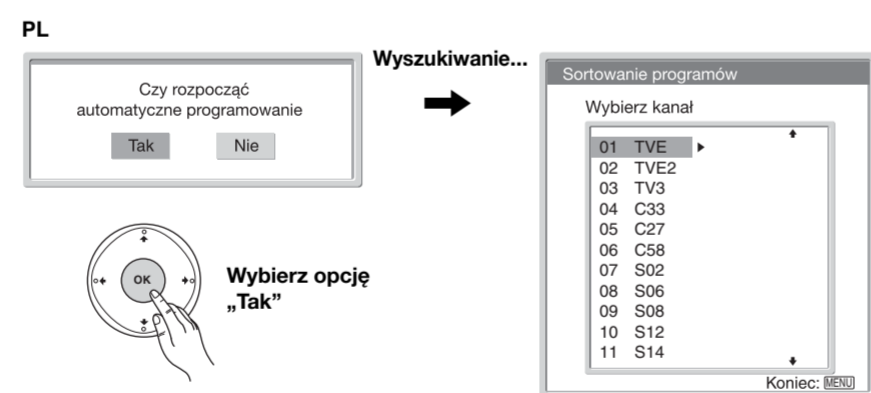 PL
Czy rozpocząć
automatyczne programowanie
Tak Nie
OK
Wybierz opcję
„Tak”
Wyszukiwanie...
Sortowanie programów
Wybierz kanał
01 TVE
02 TVE2
03 TV3
04 C33
05 C27
06 C58
07 S02
08 S06
09 S08
10 S12
11 S14
Koniec: MENU